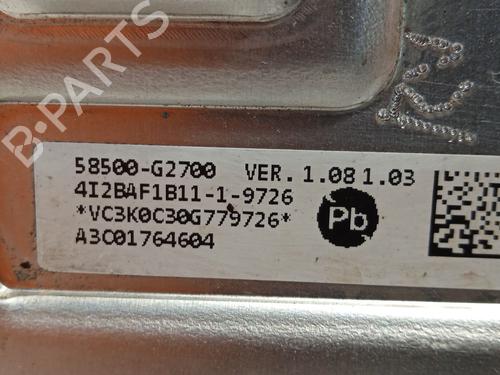 58500-G2700 VER. 1.08 1.03
4I2BAF1B11-1-9726
*VC3K0C30G779726*
Pb
A3C01764604
B-PARTS